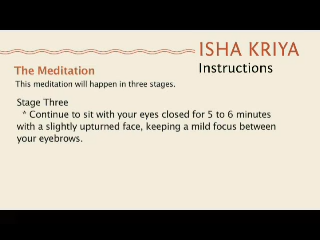 ISHA KRIYA
Instructions
The Meditation
This meditation will happen in three stages.
Stage Three
* Continue to sit with your eyes closed for 5 to 6 minutes
with a slightly upturned face, keeping a mild focus between
your eyebrows.